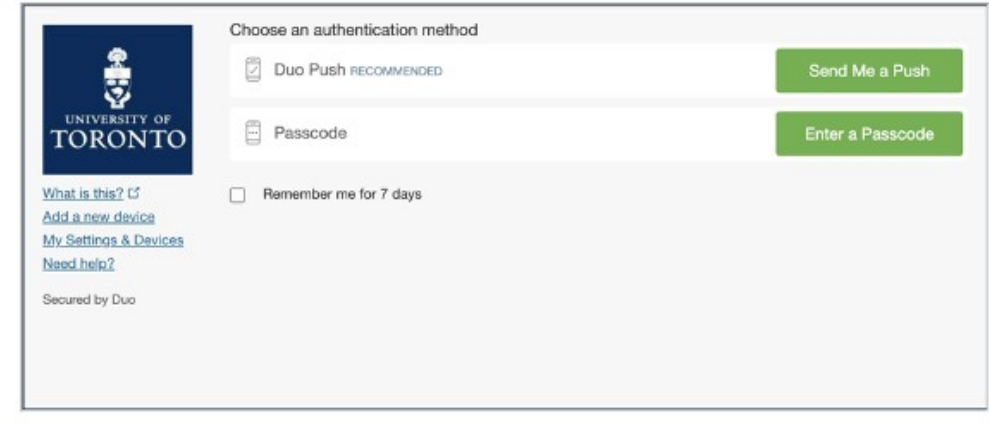 Choose an authentication method
Duo Push RECOMMENDED
Send Me a Push
Passcode
Enter a Passcode
Remember me for 7 days
UNIVERSITY OF
TORONTO
What is this?
Add a new device
My Settings & Devices
Need help?
Secured by Duo